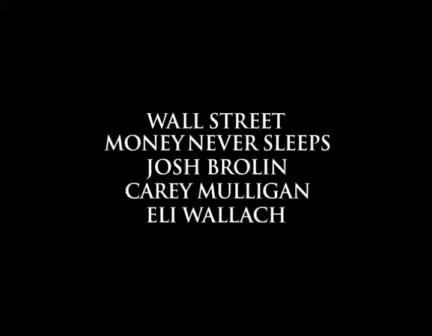 WALL STREET
MONEY NEVER SLEEPS
JOSH BROLIN
CAREY MULLIGAN
ELI WALLACH